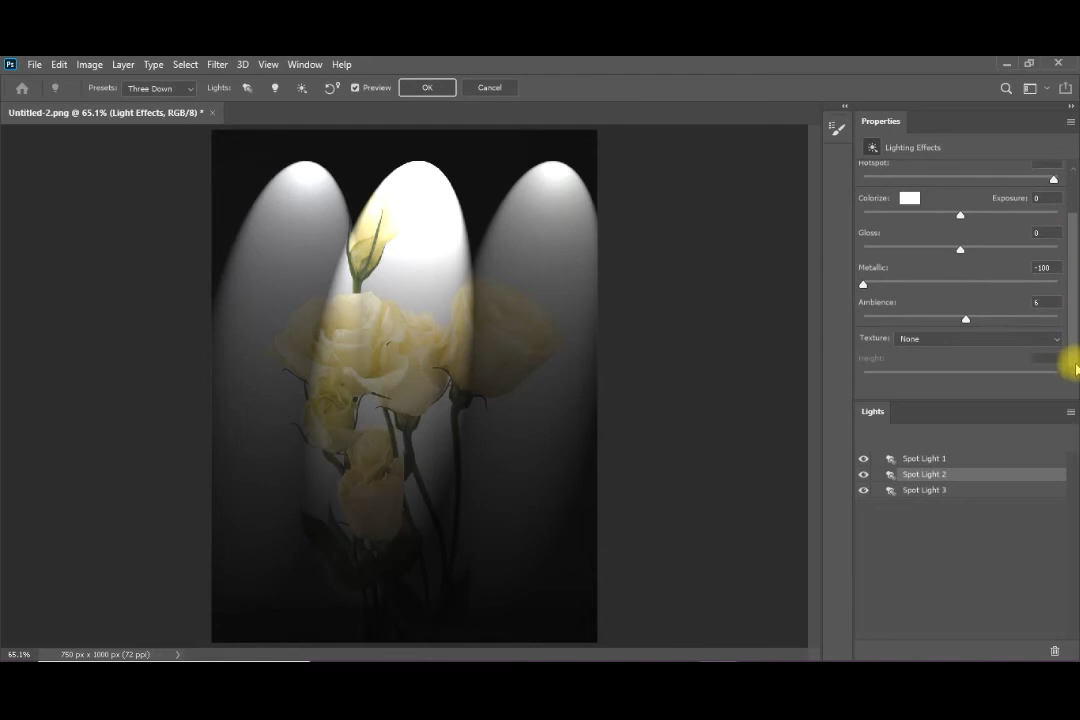 Ps File Edit Image Layer Type Select Filter 3D View Window Help
Presets: Three Down Lights: Preview OK Cancel
Untitled-2.png @ 65.1% (Light Effects, RGB/8) *
Properties
Lighting Effects
Hotspot:
Colorize: Exposure: 0
Gloss: 0
Metallic: -100
Ambience: 6
Texture: None
Height:
Lights
Spot Light 1
Spot Light 2
Spot Light 3
65.1% 750 px x 1000 px (72 ppi)